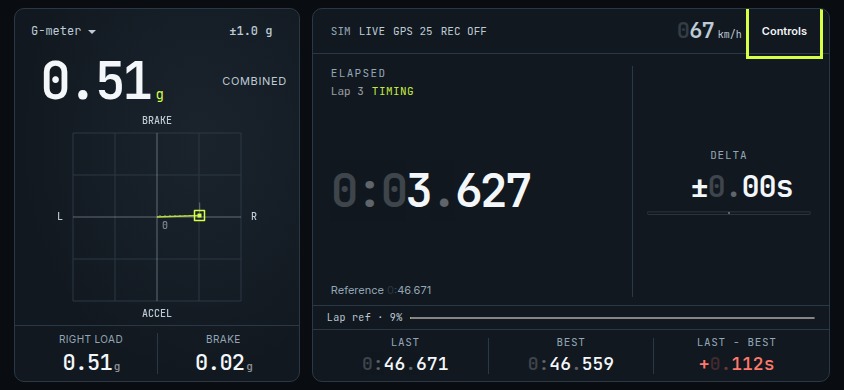 G-meter ±1.0 g
0.51 g COMBINED
BRAKE
L R
0
ACCEL
RIGHT LOAD BRAKE
0.51g 0.02g
SIM LIVE GPS 25 REC OFF 067 km/h Controls
ELAPSED
Lap 3 TIMING
0:03.627
DELTA
±0.00s
Reference 0:46.671
Lap ref · 9%
LAST BEST LAST - BEST
0:46.671 0:46.559 +0.112s